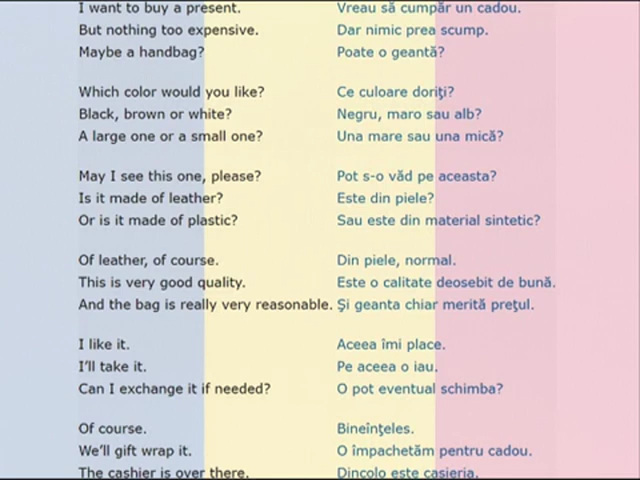 I want to buy a present. Vreau să cumpăr un cadou.
But nothing too expensive. Dar nimic prea scump.
Maybe a handbag? Poate o geantă?
Which color would you like? Ce culoare doriţi?
Black, brown or white? Negru, maro sau alb?
A large one or a small one? Una mare sau una mică?
May I see this one, please? Pot s-o văd pe aceasta?
Is it made of leather? Este din piele?
Or is it made of plastic? Sau este din material sintetic?
Of leather, of course. Din piele, normal.
This is very good quality. Este o calitate deosebit de bună.
And the bag is really very reasonable. Şi geanta chiar merită preţul.
I like it. Aceea îmi place.
I’ll take it. Pe aceea o iau.
Can I exchange it if needed? O pot eventual schimba?
Of course. Bineînţeles.
We’ll gift wrap it. O împachetăm pentru cadou.
The cashier is over there. Dincolo este casieria.